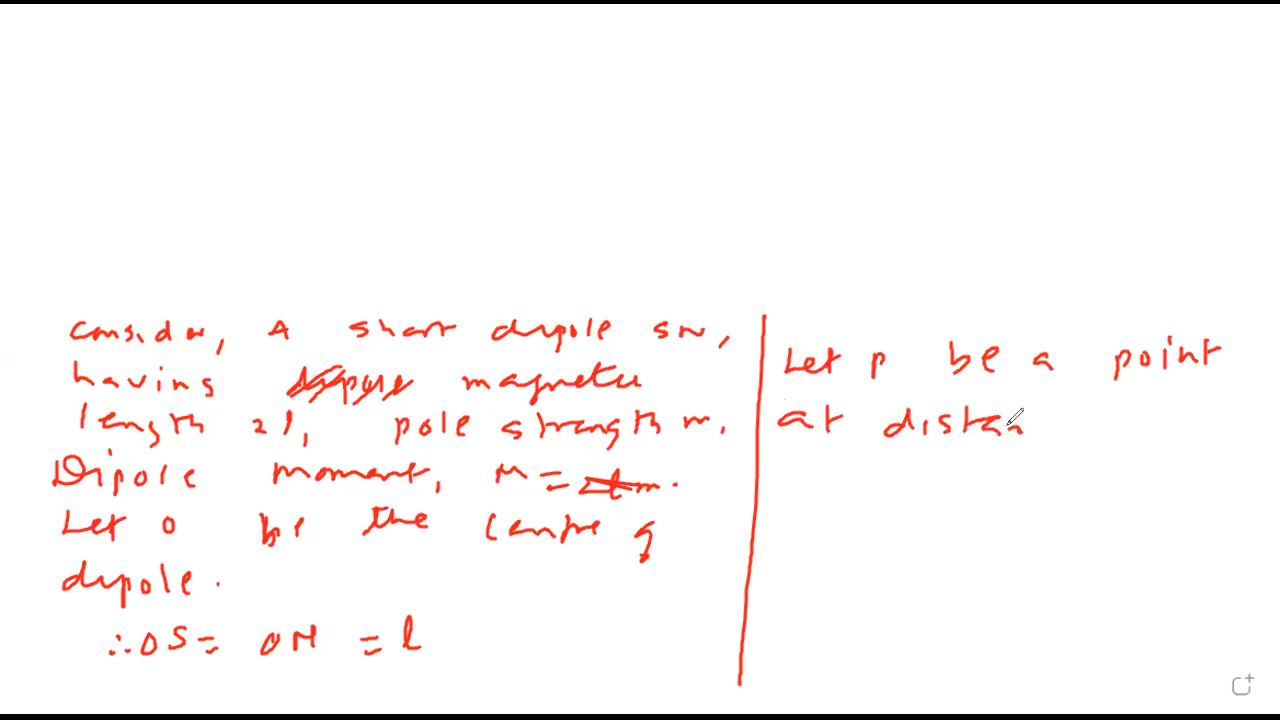 Consider, A short dipole SN,
having magnetic
length 2l, pole strength m.
Dipole moment, M = 2lm.
Let O be the centre of
dipole.
∴ OS = ON = l
Let P be a point
at distan